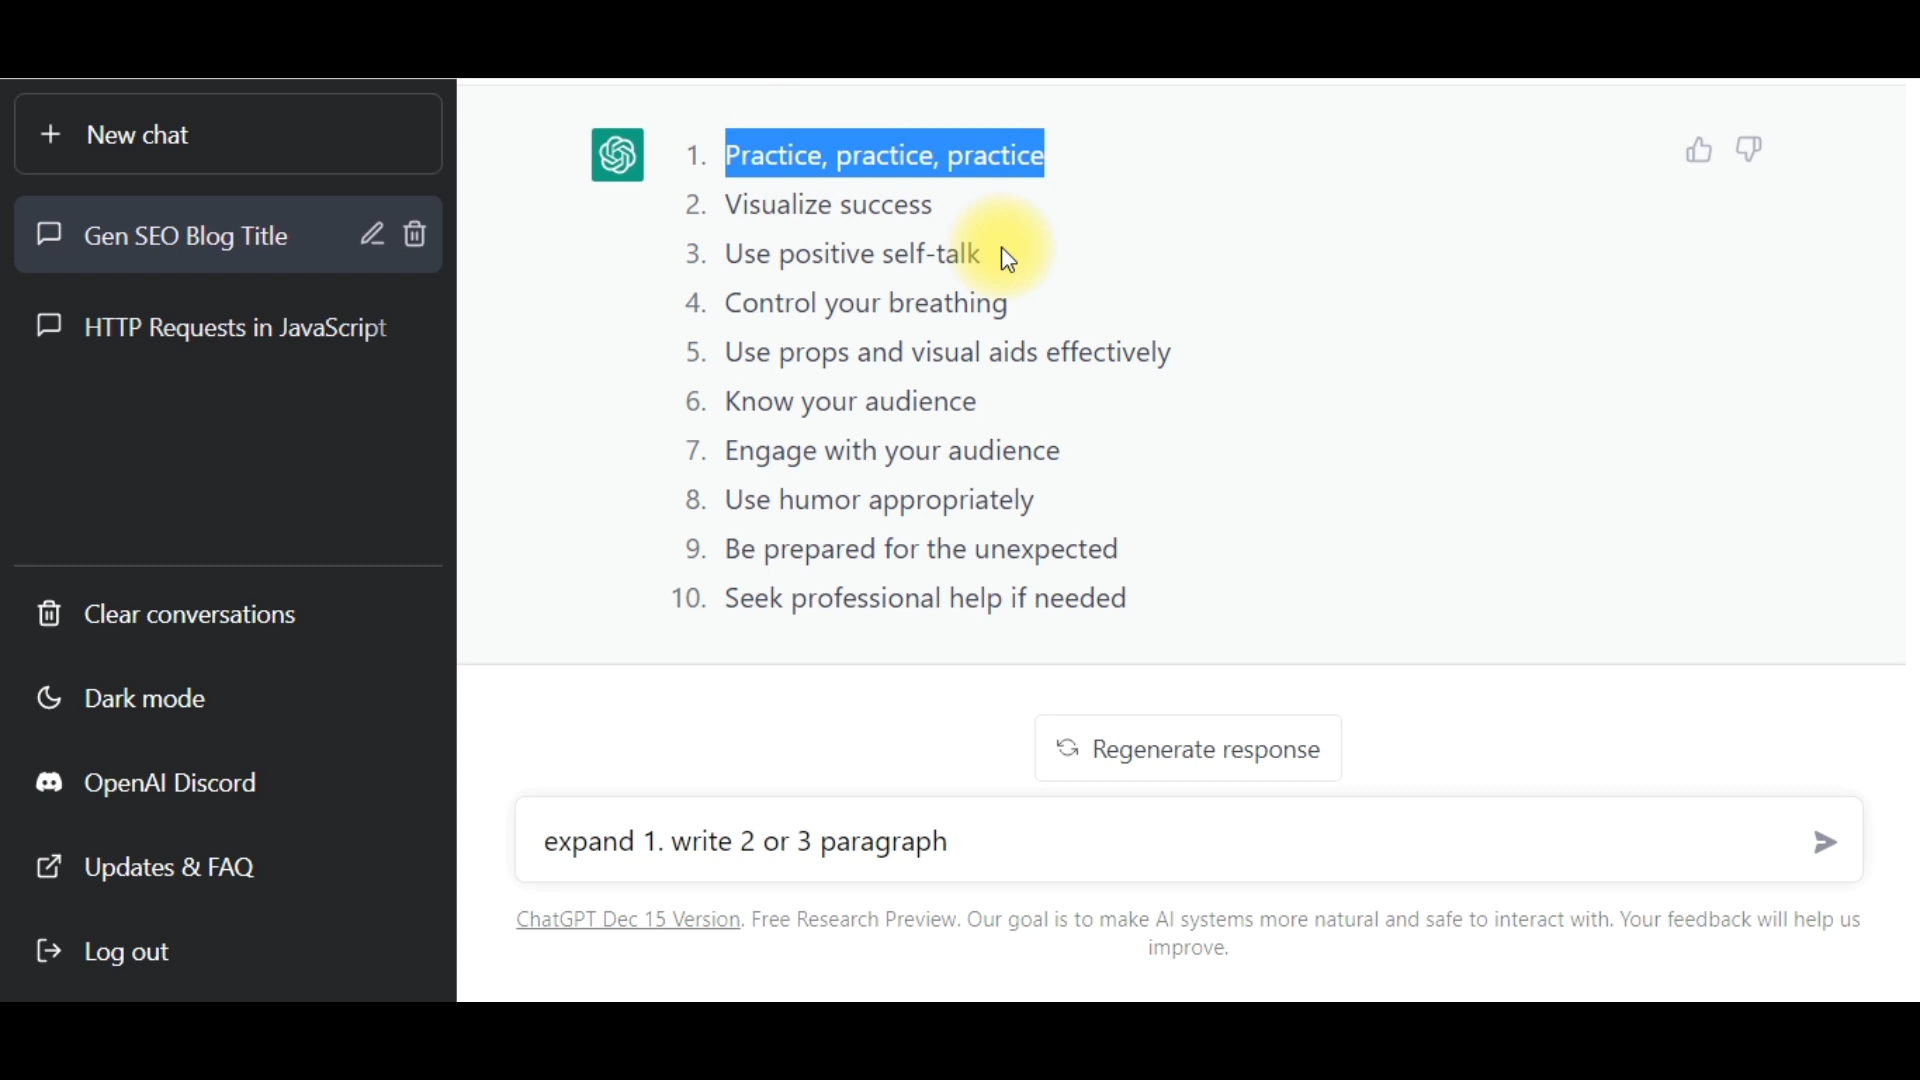 New chat
Gen SEO Blog Title
HTTP Requests in JavaScript
Clear conversations
Dark mode
OpenAI Discord
Updates & FAQ
Log out
1. Practice, practice, practice
2. Visualize success
3. Use positive self-talk
4. Control your breathing
5. Use props and visual aids effectively
6. Know your audience
7. Engage with your audience
8. Use humor appropriately
9. Be prepared for the unexpected
10. Seek professional help if needed
Regenerate response
expand 1. write 2 or 3 paragraph
ChatGPT Dec 15 Version. Free Research Preview. Our goal is to make AI systems more natural and safe to interact with. Your feedback will help us
improve.